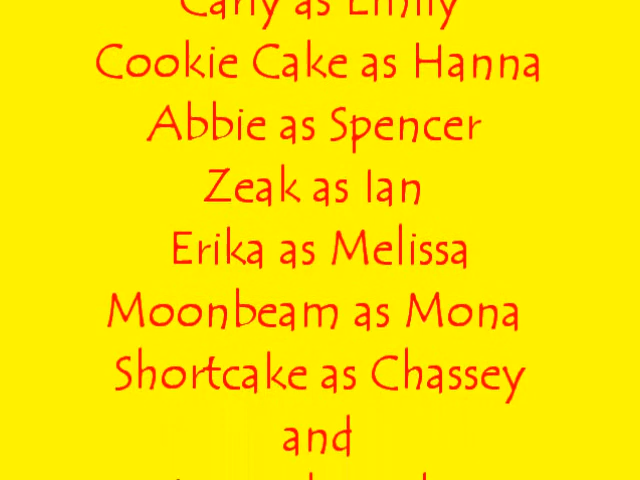 Carly as Emily
Cookie Cake as Hanna
Abbie as Spencer
Zeak as Ian
Erika as Melissa
Moonbeam as Mona
Shortcake as Chassey
and